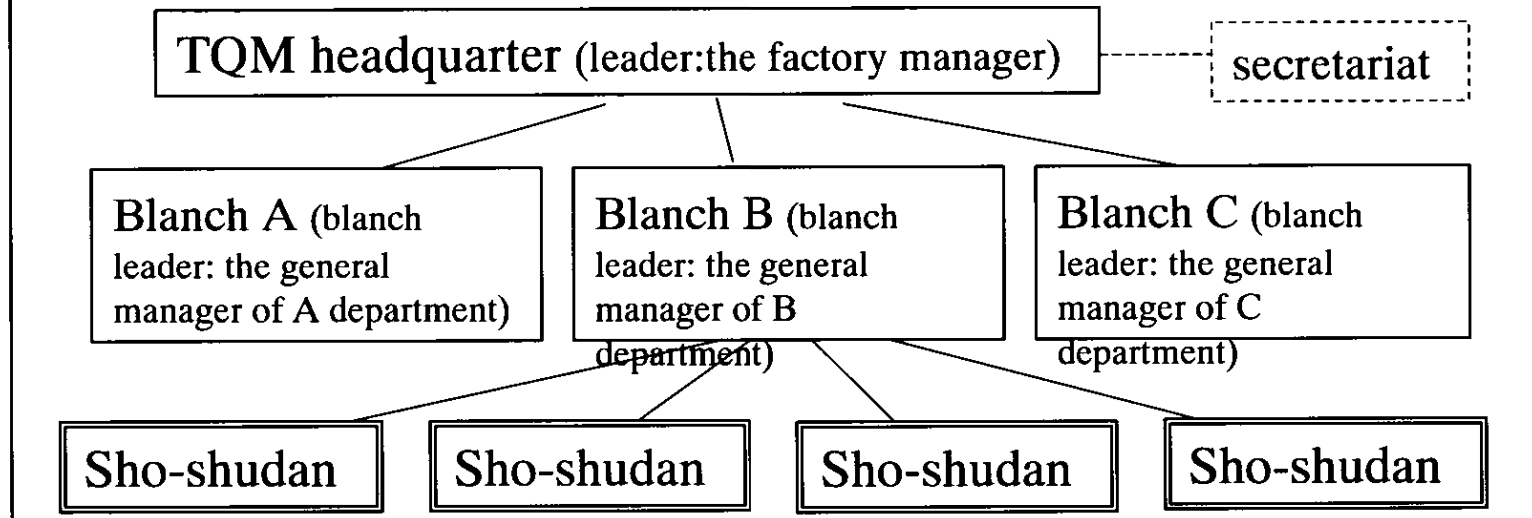 TQM headquarter (leader:the factory manager)
secretariat
Blanch A (blanch
leader: the general
manager of A department)
Blanch B (blanch
leader: the general
manager of B
department)
Blanch C (blanch
leader: the general
manager of C
department)
Sho-shudan
Sho-shudan
Sho-shudan
Sho-shudan